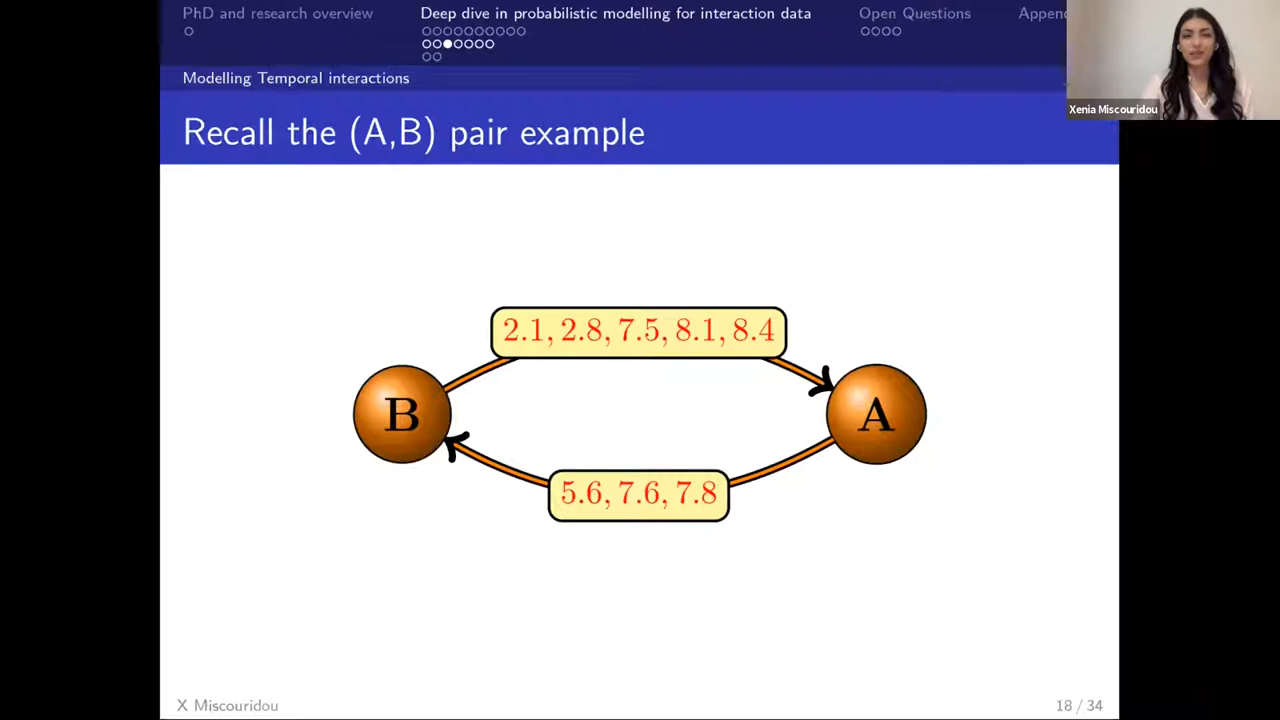 PhD and research overview
Deep dive in probabilistic modelling for interaction data
Open Questions
Modelling Temporal interactions
Xenia Miscouridou
Recall the (A,B) pair example
2.1, 2.8, 7.5, 8.1, 8.4
B
A
5.6, 7.6, 7.8
X Miscouridou
18 / 34